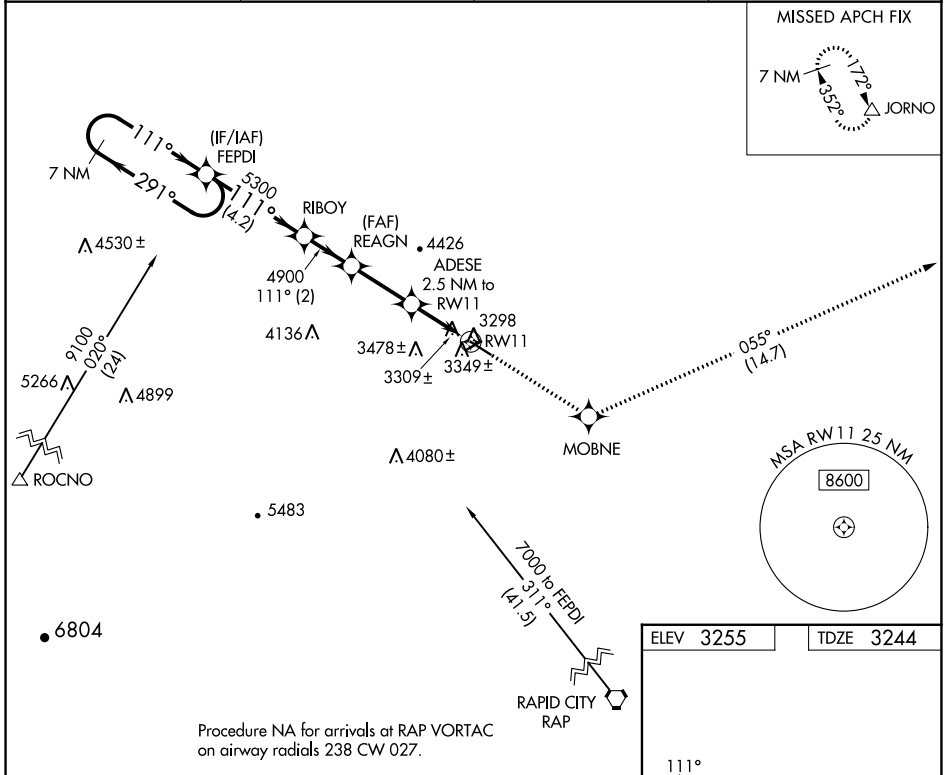 MISSED APCH FIX
7 NM
172°
352°
JORNO
111°
(IF/IAF)
FEPDI
7 NM
291°
5300
111°
(4.2)
RIBOY
(FAF)
REAGN
4426
4530±
4900
111° (2)
ADESE
2.5 NM to
RW11
4136
3298
RW11
3478±
3349±
3309±
9100
020°
(24)
5266
4899
055°
(14.7)
MOBNE
ROCNO
4080±
MSA RW11 25 NM
8600
5483
7000 to FEPDI
311°
(41.5)
6804
ELEV 3255
TDZE 3244
RAPID CITY
RAP
Procedure NA for arrivals at RAP VORTAC
on airway radials 238 CW 027.
111°